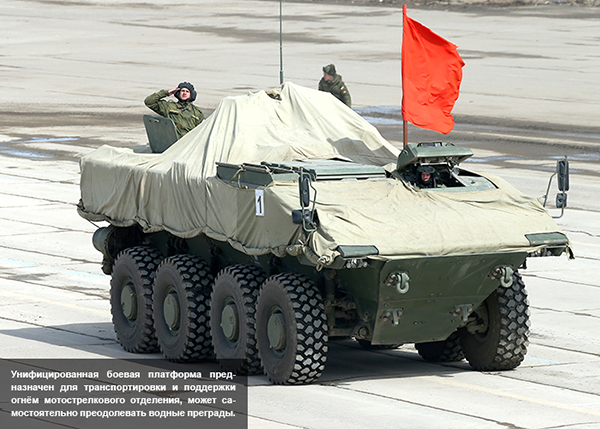 1
Унифицированная боевая платформа пред-
назначен для транспортировки и поддержки
огнём мотострелкового отделения, может са-
мостоятельно преодолевать водные преграды.